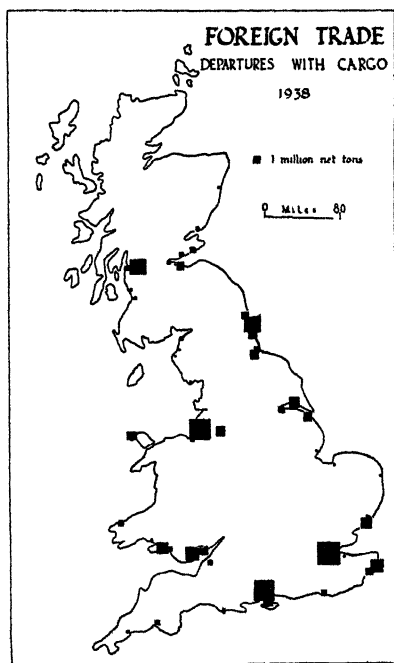 FOREIGN TRADE
DEPARTURES WITH CARGO
1938
1 million net tons
0 Miles 80